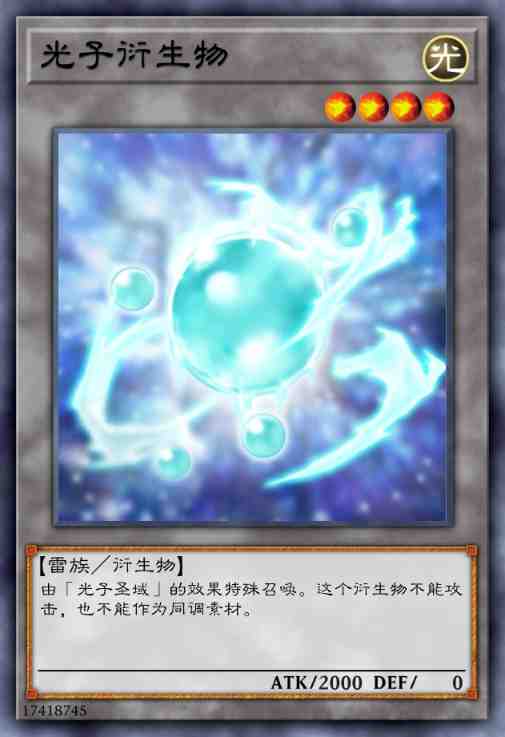 光子衍生物
光
【雷族／衍生物】
由「光子圣域」的效果特殊召唤。这个衍生物不能攻
击，也不能作为同调素材。
ATK/2000 DEF/ 0
17418745